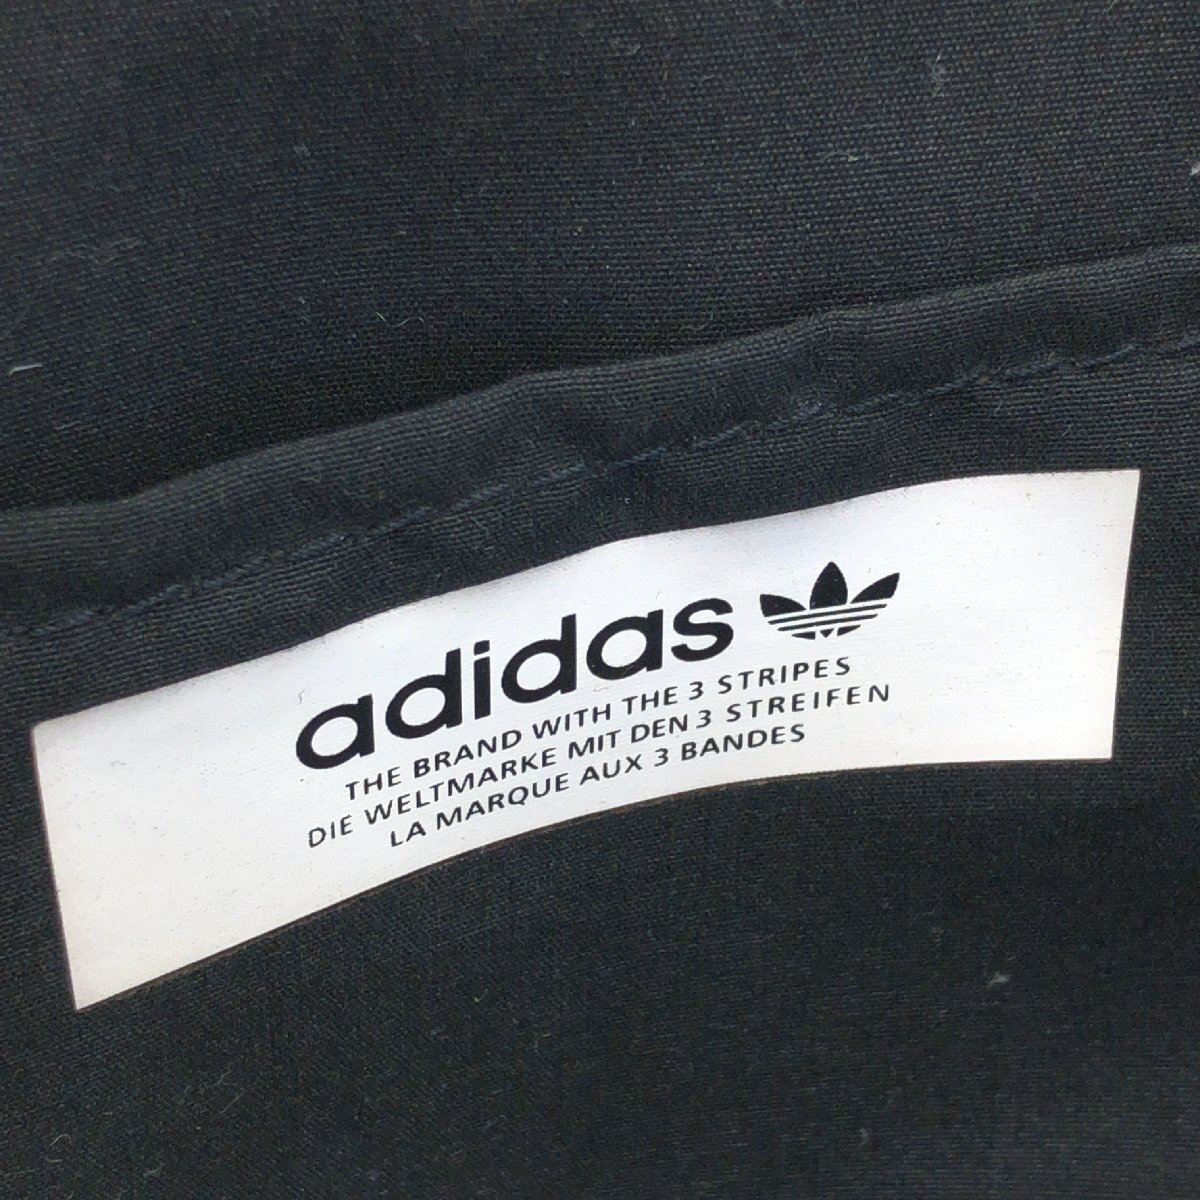 adidas
THE BRAND WITH THE 3 STRIPES
DIE WELTMARKE MIT DEN 3 STREIFEN
LA MARQUE AUX 3 BANDES